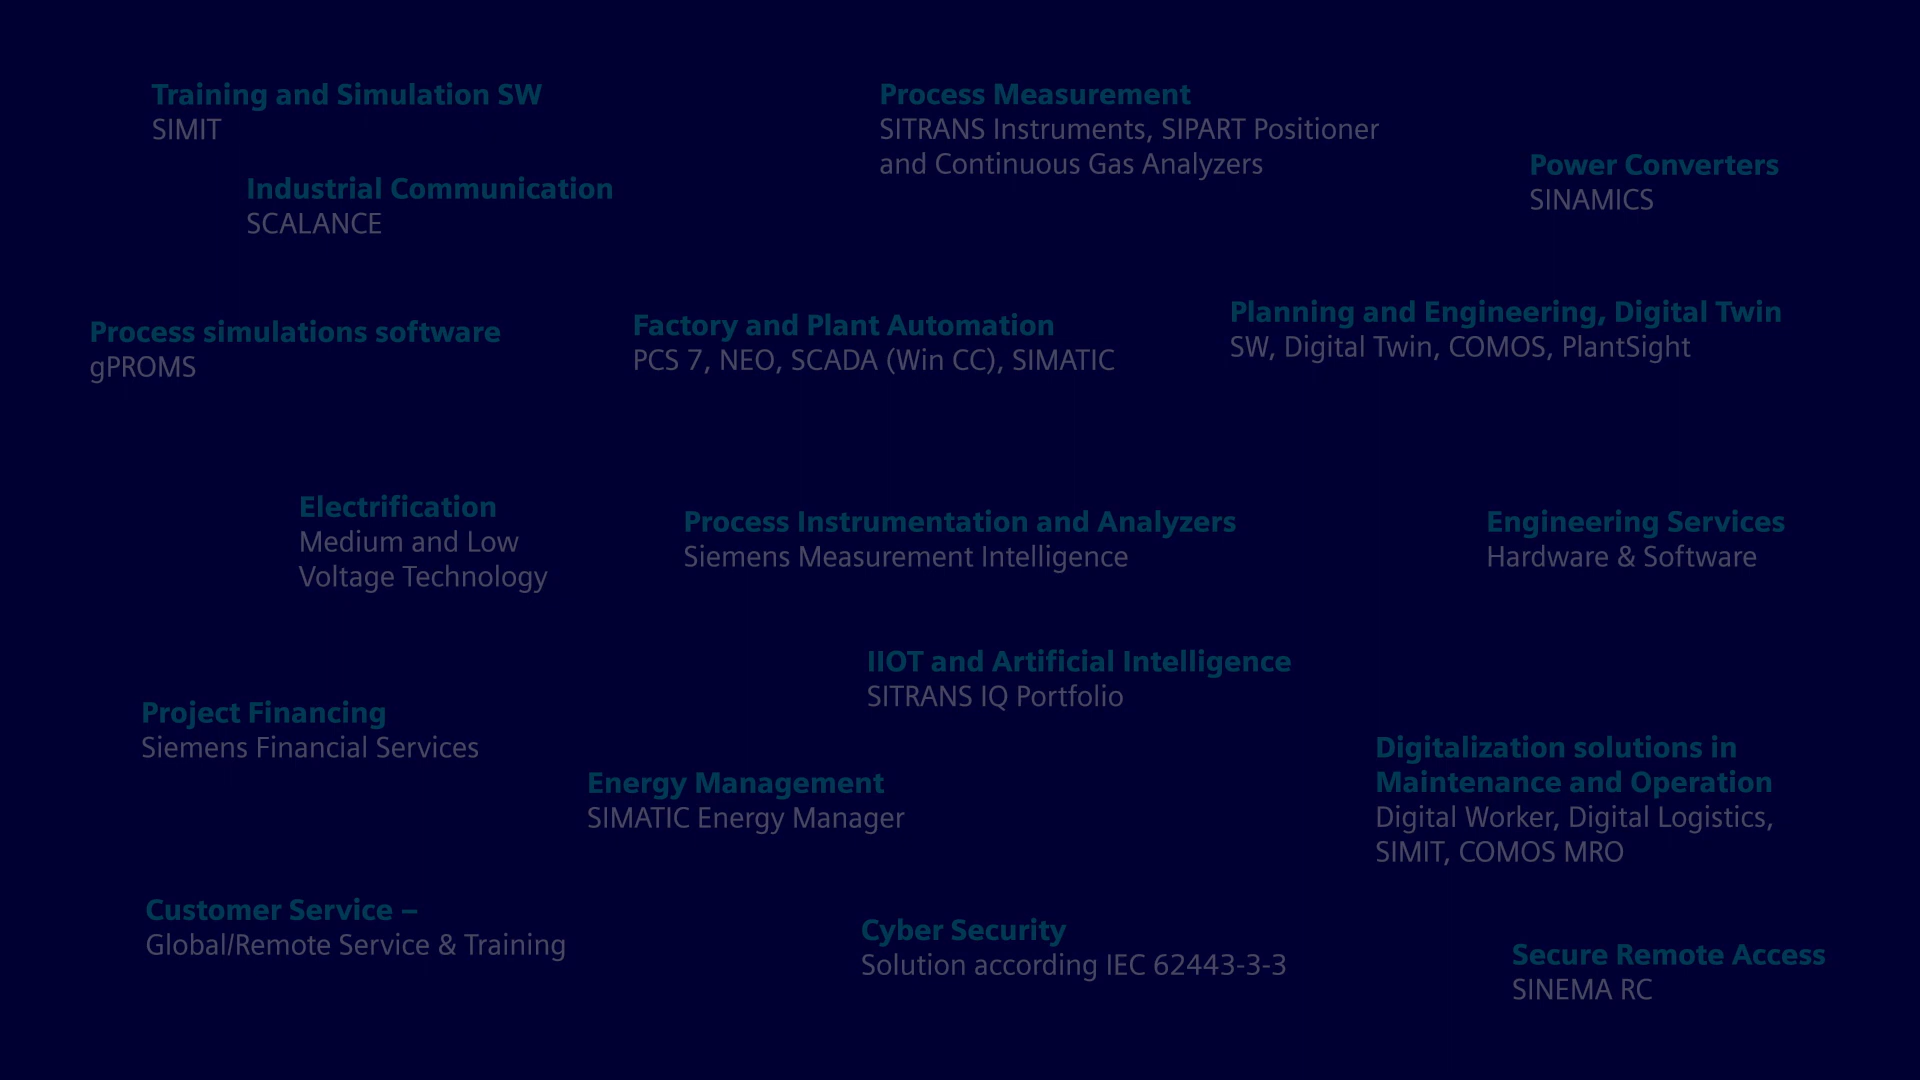 Training and Simulation SW
SIMIT
Process Measurement
SITRANS Instruments, SIPART Positioner
and Continuous Gas Analyzers
Power Converters
SINAMICS
Industrial Communication
SCALANCE
Process simulations software
gPROMS
Factory and Plant Automation
PCS 7, NEO, SCADA (Win CC), SIMATIC
Planning and Engineering, Digital Twin
SW, Digital Twin, COMOS, PlantSight
Electrification
Medium and Low
Voltage Technology
Process Instrumentation and Analyzers
Siemens Measurement Intelligence
Engineering Services
Hardware & Software
IIOT and Artificial Intelligence
SITRANS IQ Portfolio
Project Financing
Siemens Financial Services
Energy Management
SIMATIC Energy Manager
Digitalization solutions in
Maintenance and Operation
Digital Worker, Digital Logistics,
SIMIT, COMOS MRO
Customer Service –
Global/Remote Service & Training
Cyber Security
Solution according IEC 62443-3-3
Secure Remote Access
SINEMA RC